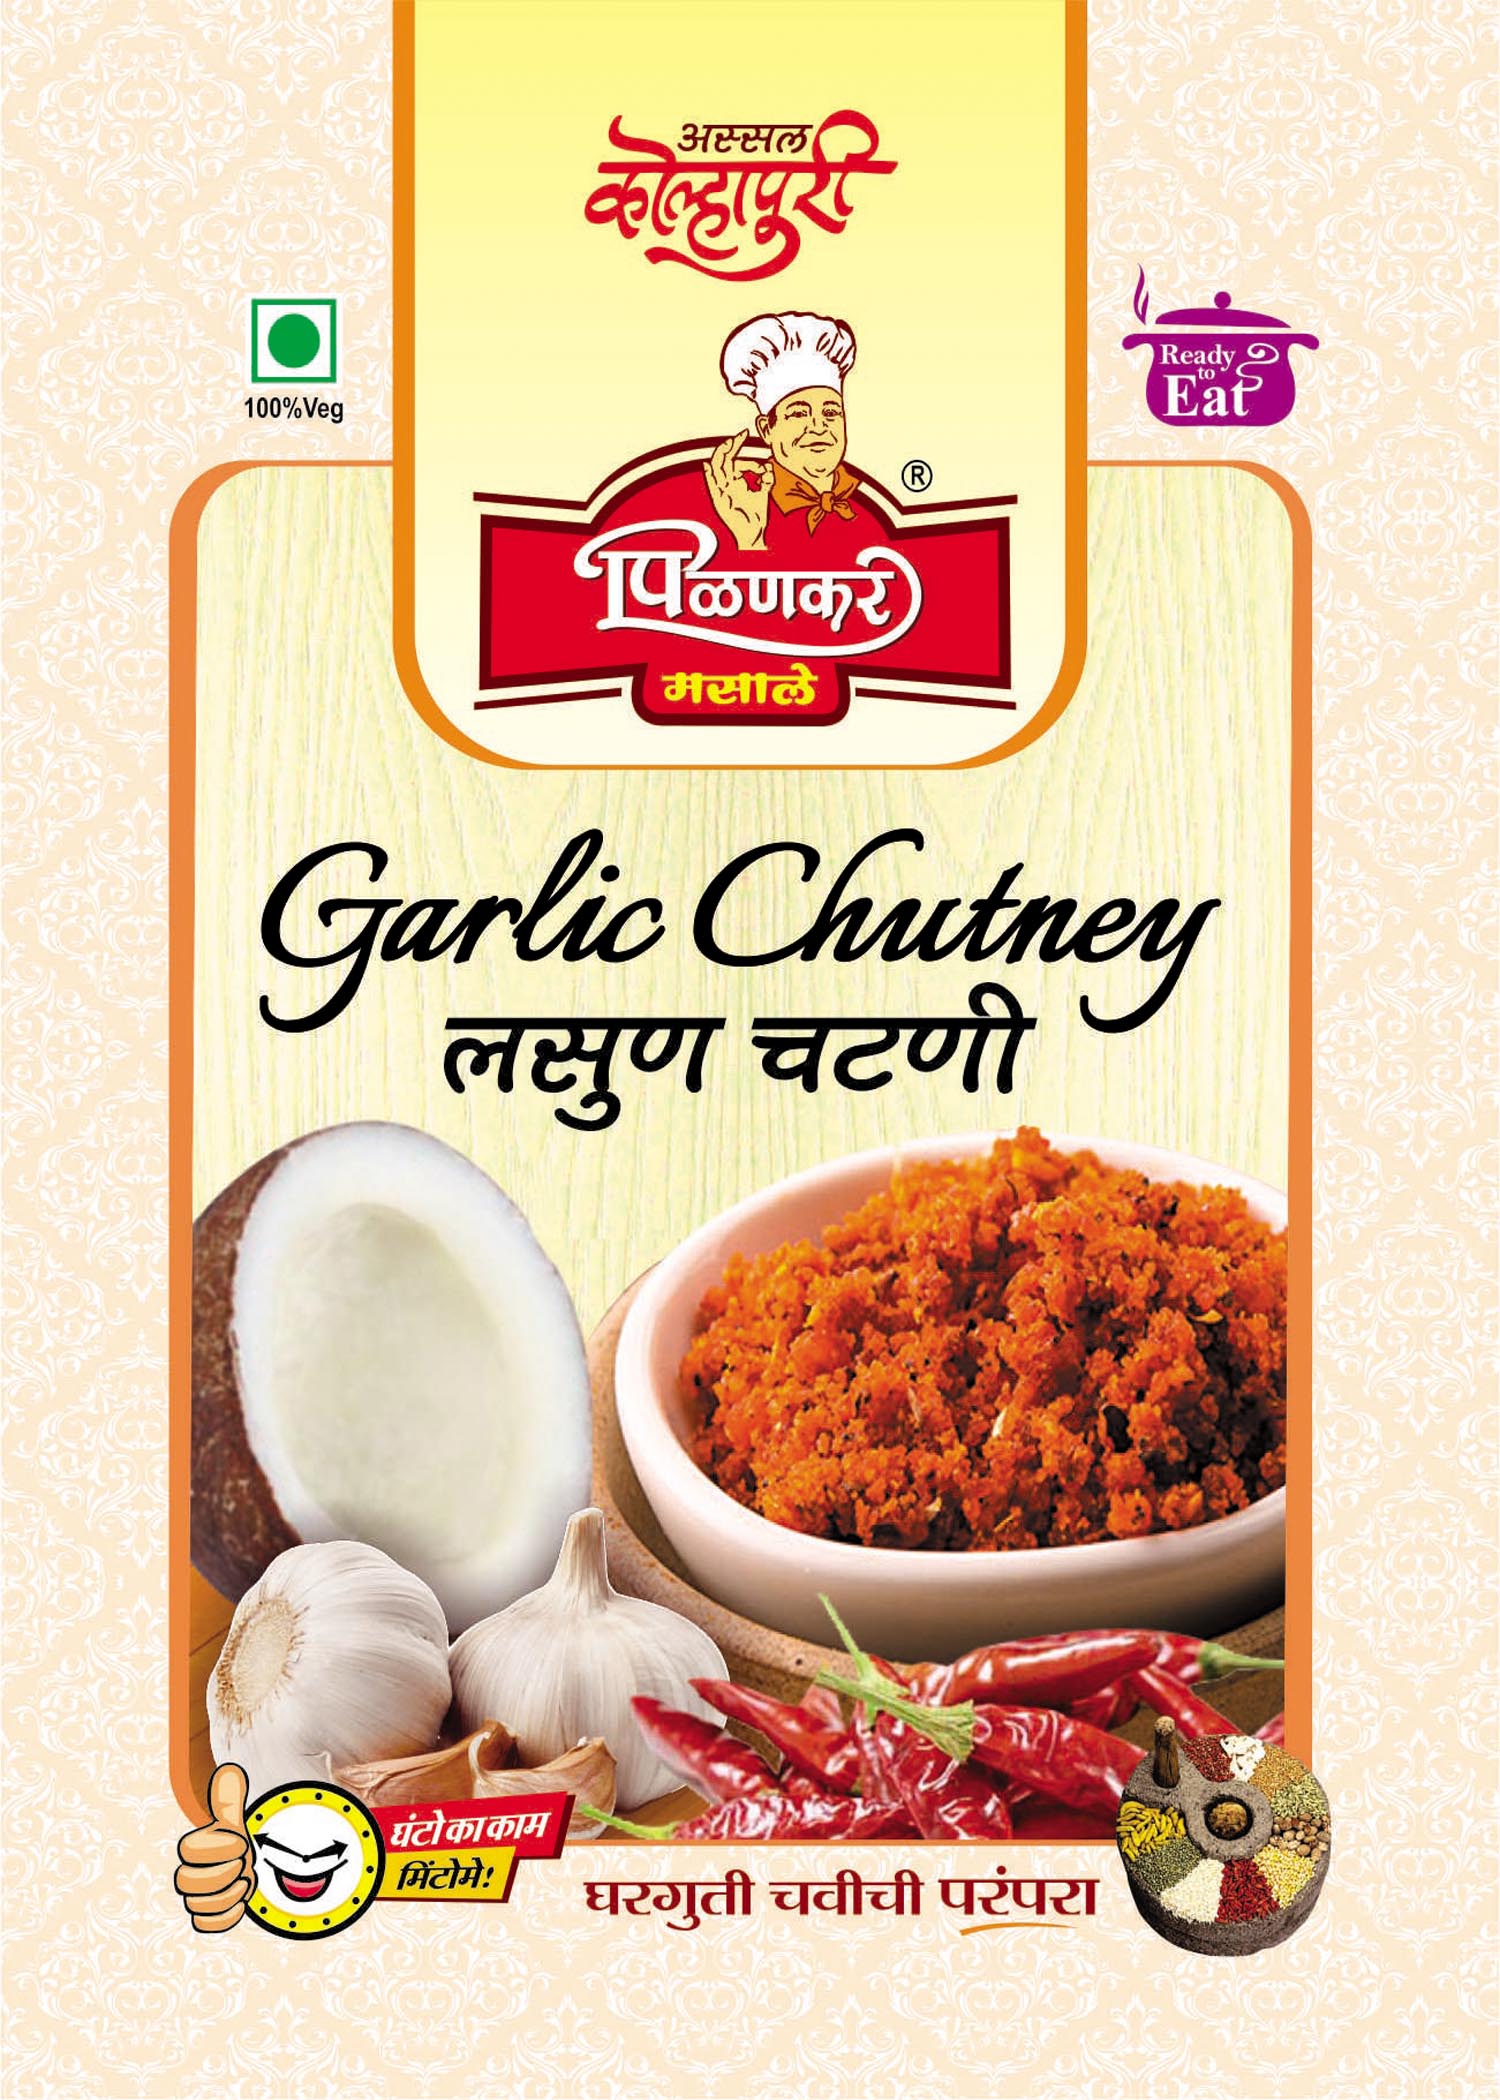 अस्सल
कोल्हापुरी
100%Veg
Ready
to
Eat
®
पिळणकर
मसाले
Garlic Chutney
लसुण चटणी
घंटो का काम
मिंटोमे!
घरगुती चवीची परंपरा